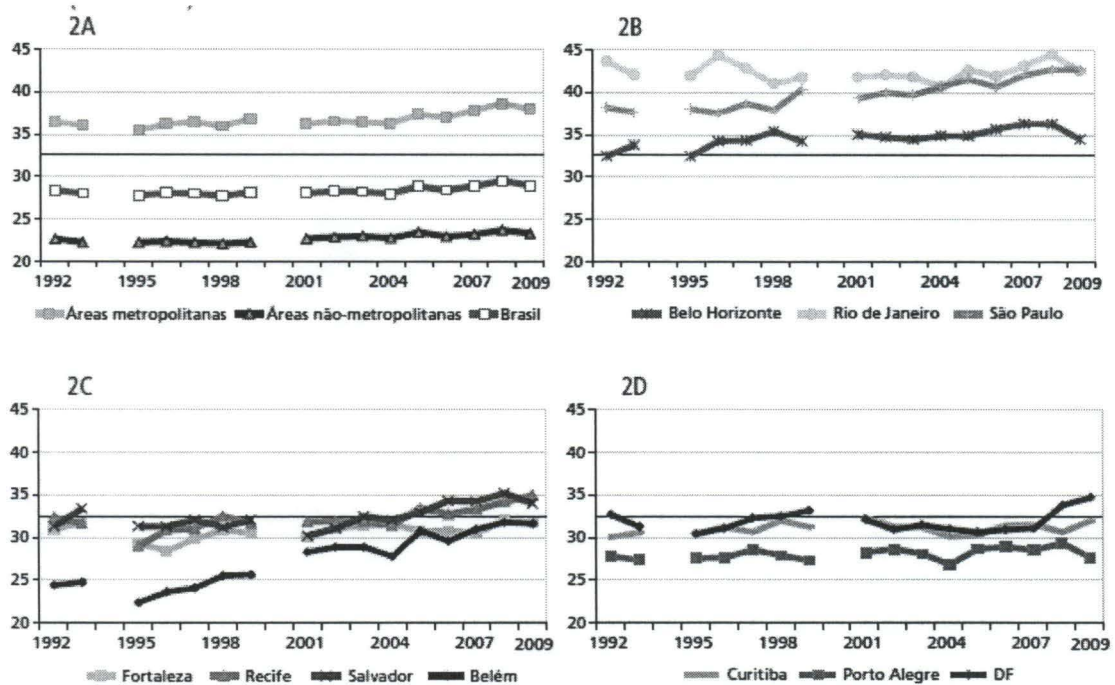 2A
45
40
35
30
25
20
1992 1995 1998 2001 2004 2007 2009
Áreas metropolitanas Áreas não-metropolitanas Brasil
2B
45
40
35
30
25
20
1992 1995 1998 2001 2004 2007 2009
Belo Horizonte Rio de Janeiro São Paulo
2C
45
40
35
30
25
20
1992 1995 1998 2001 2004 2007 2009
Fortaleza Recife Salvador Belém
2D
45
40
35
30
25
20
1992 1995 1998 2001 2004 2007 2009
Curitiba Porto Alegre DF